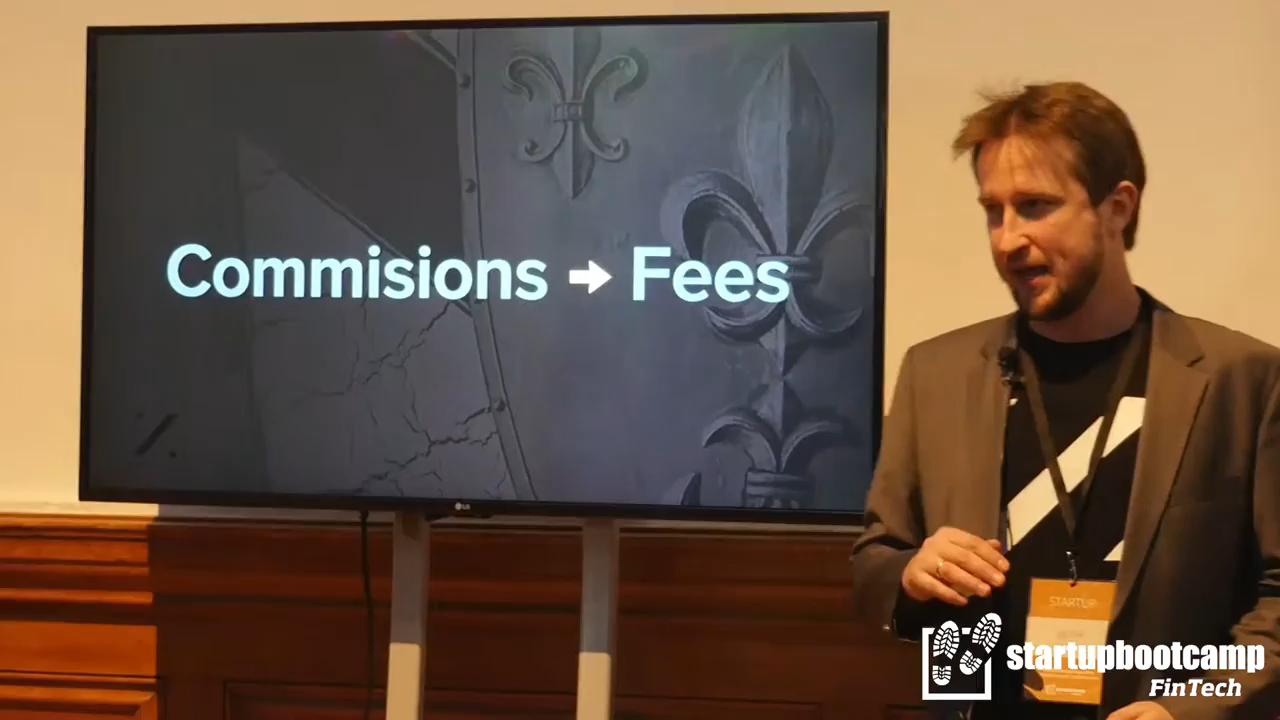 Commisions → Fees
LG
STARTUP
startupbootcamp
FinTech